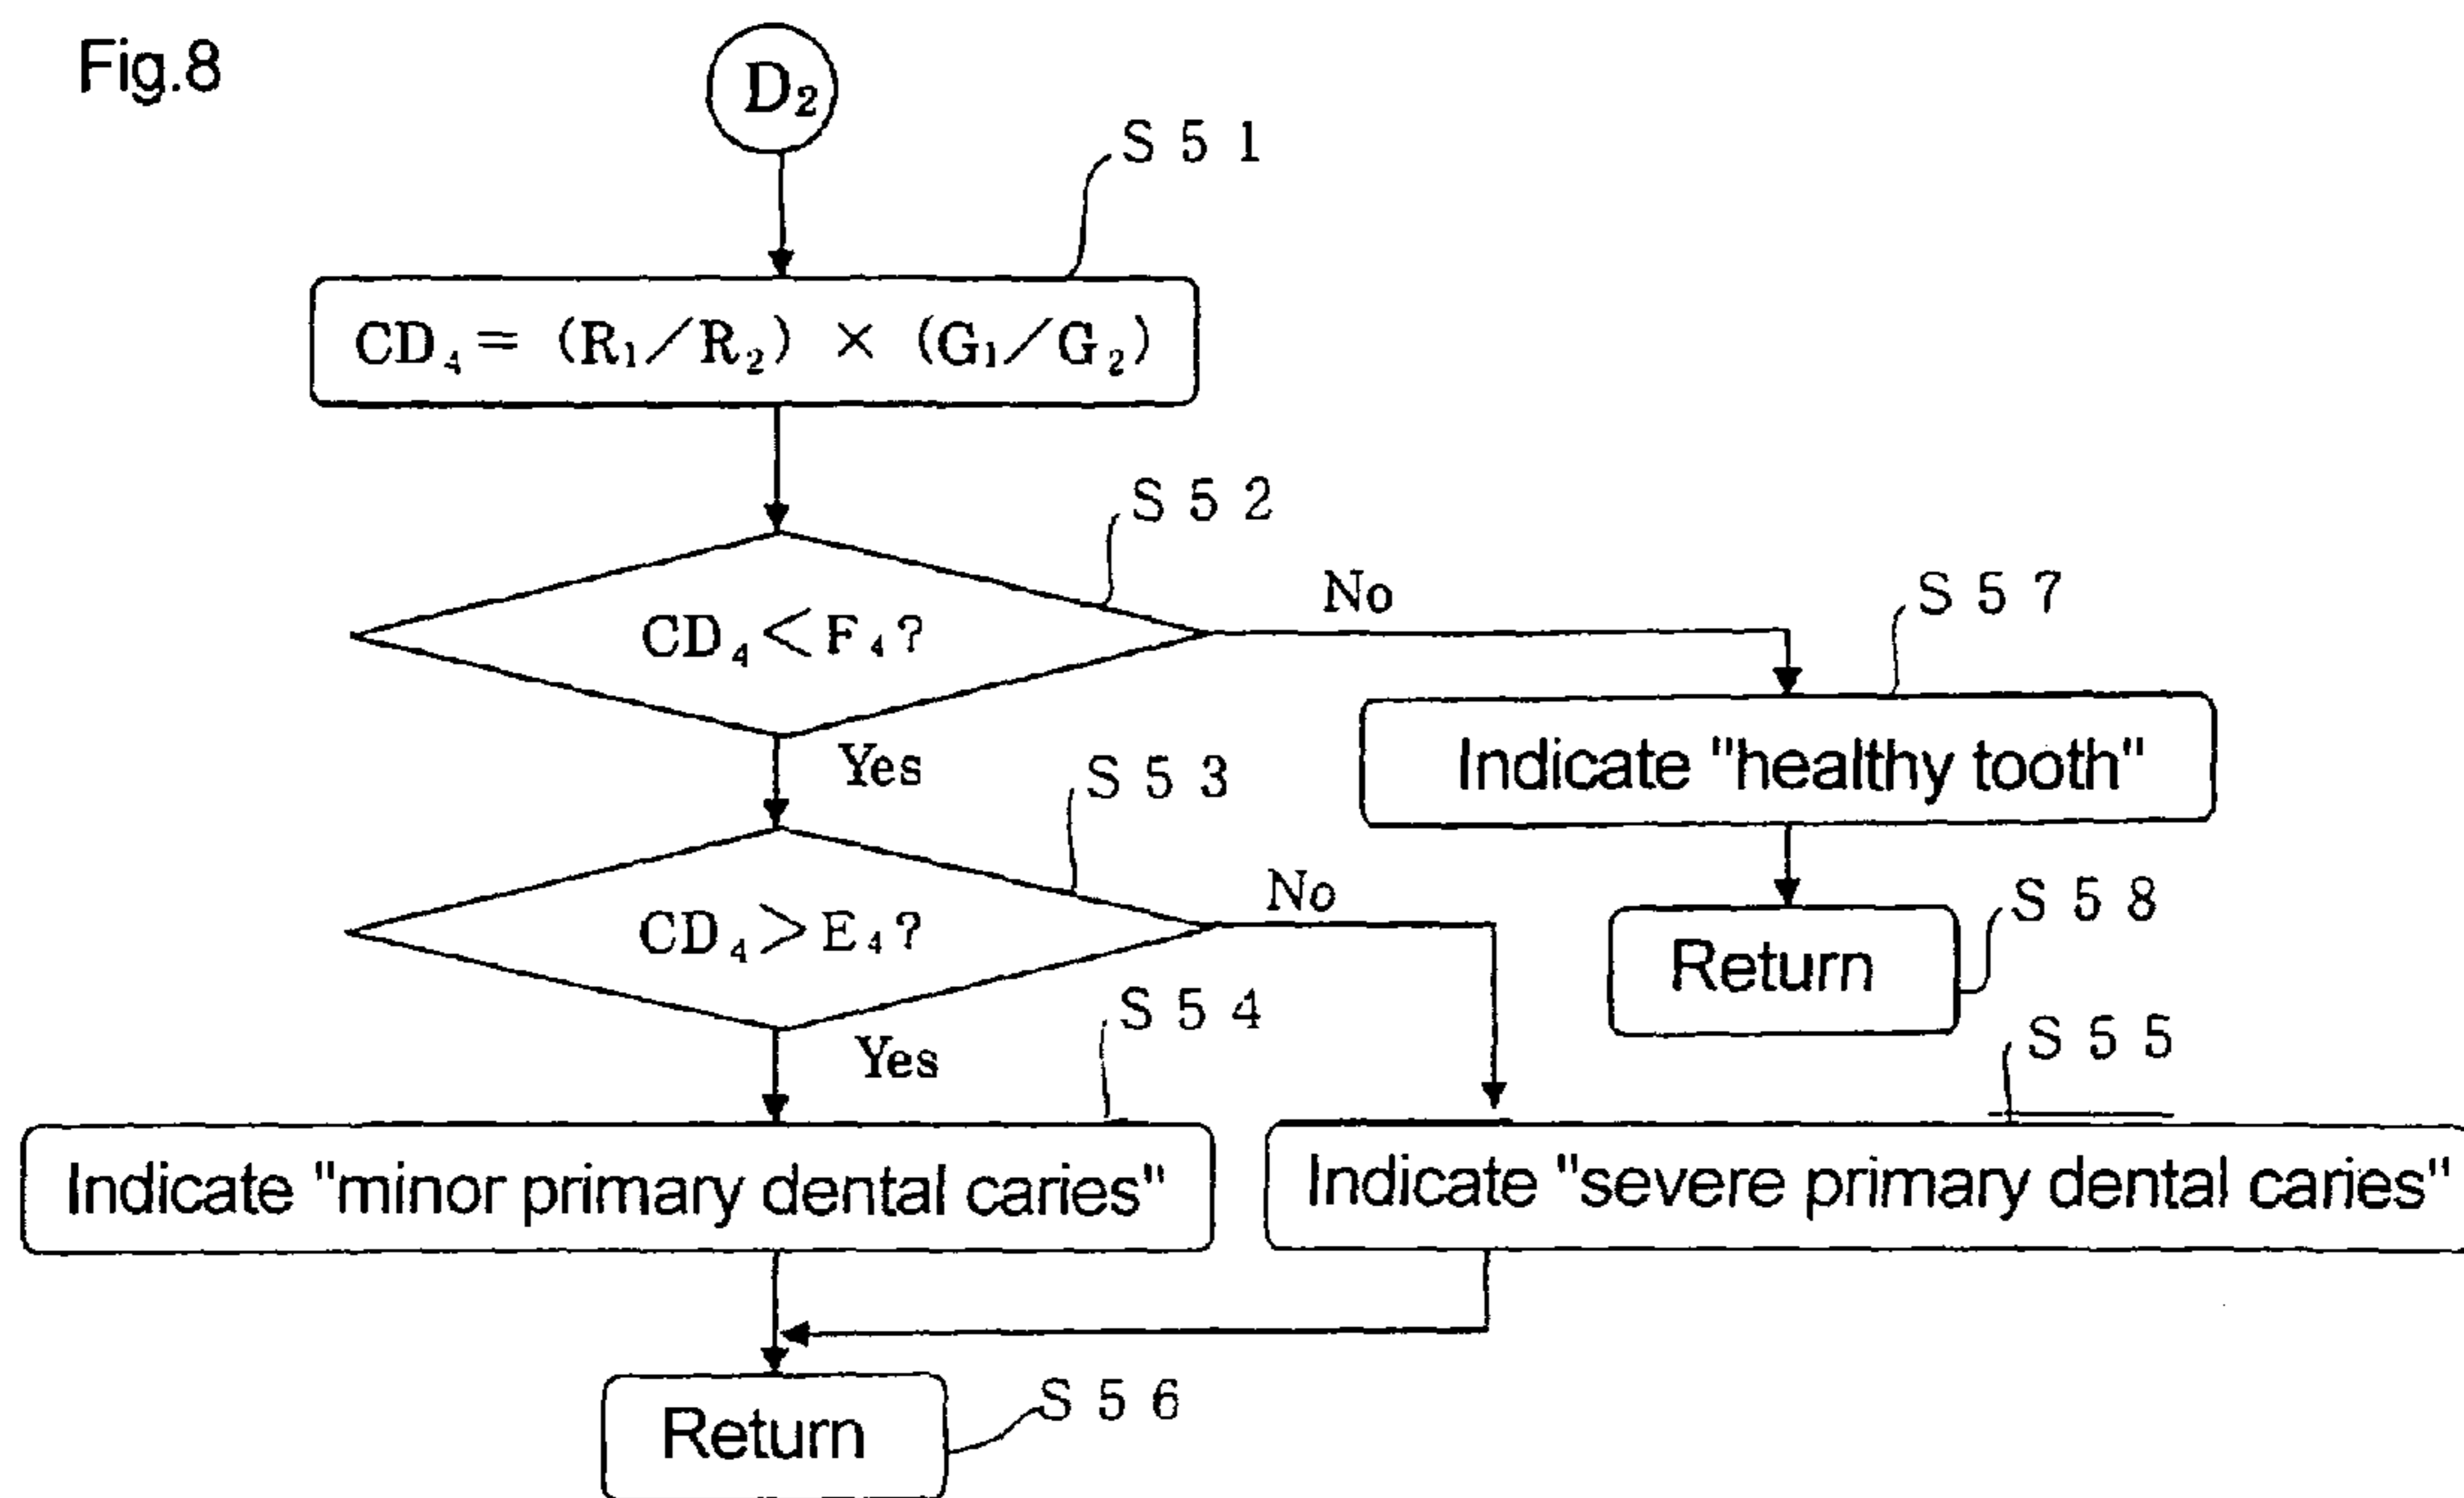 Fig.8
D₂
S51
CD₄ = (R₁/R₂) × (G₁/G₂)
S52
CD₄<F₄?
No
S57
Indicate "healthy tooth"
Yes
S53
CD₄>E₄?
No
S58
Return
Yes
S54
S55
Indicate "minor primary dental caries"
Indicate "severe primary dental caries"
Return
S56